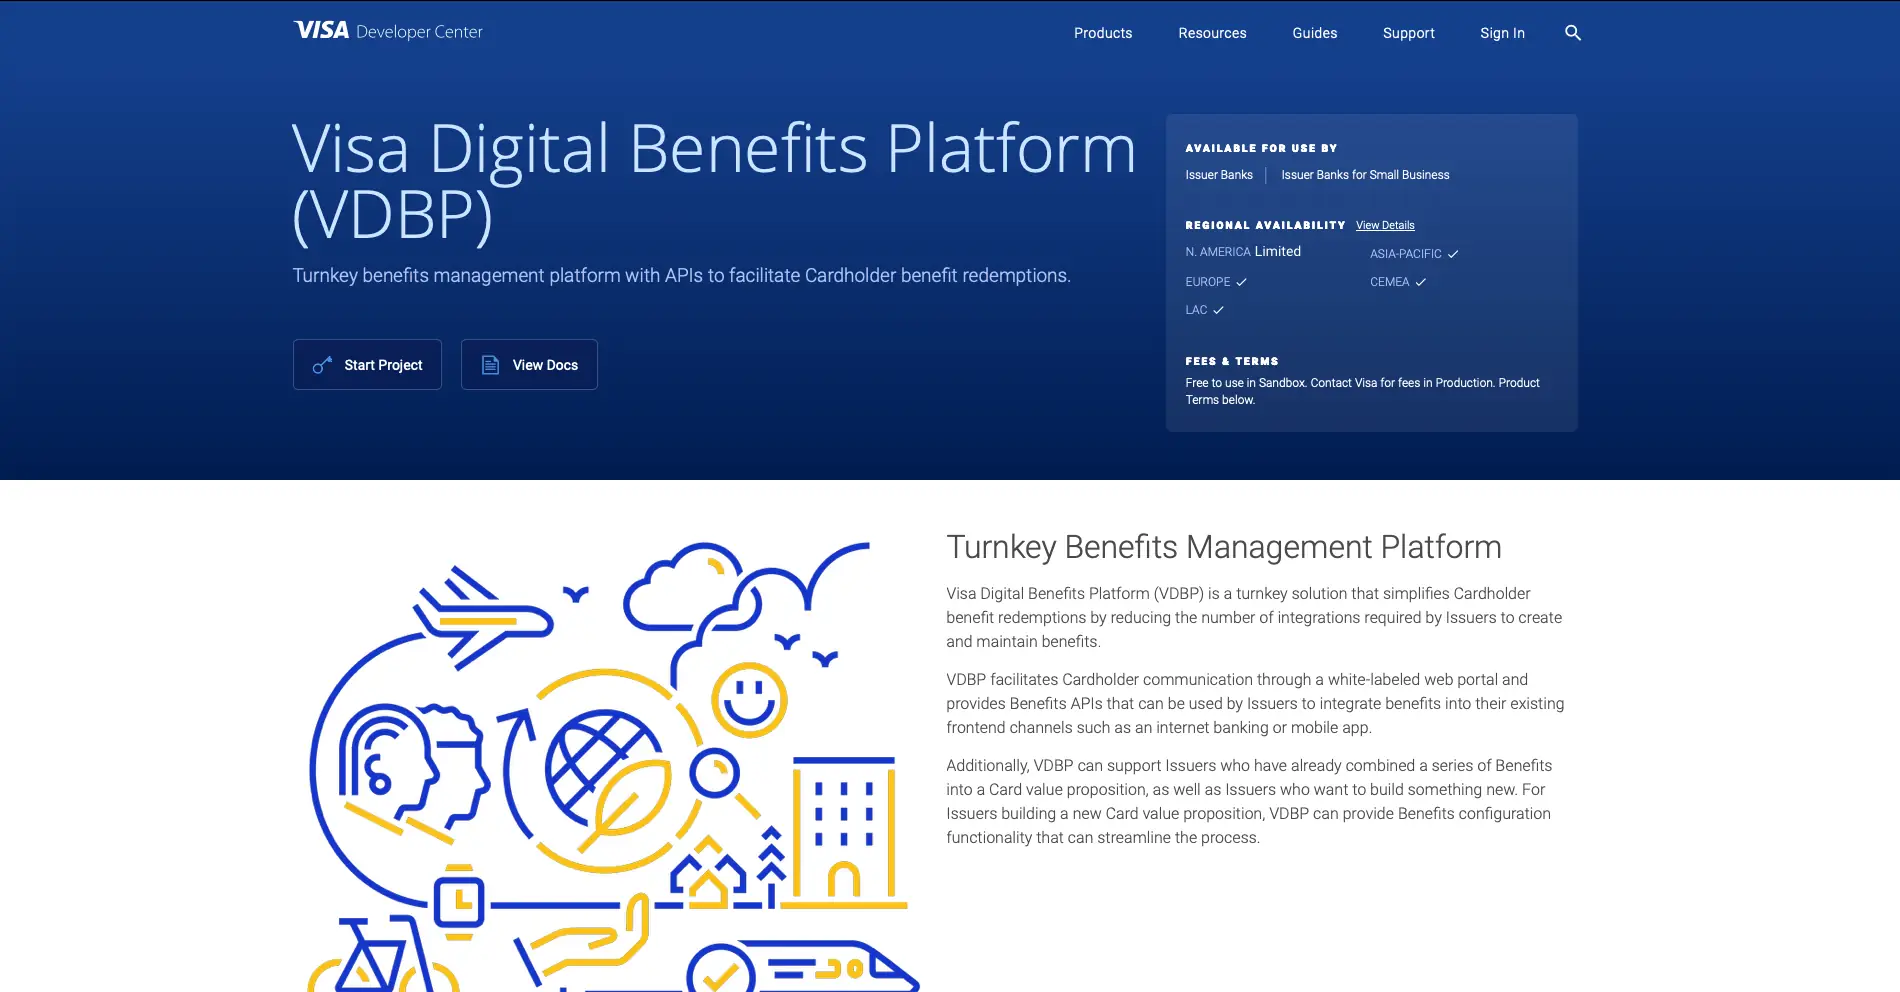 VISA Developer Center
Products Resources Guides Support Sign In
Visa Digital Benefits Platform
(VDBP)
Turnkey benefits management platform with APIs to facilitate Cardholder benefit redemptions.
Start Project View Docs
AVAILABLE FOR USE BY
Issuer Banks Issuer Banks for Small Business
REGIONAL AVAILABILITY View Details
N. AMERICA Limited ASIA-PACIFIC
EUROPE CEMEA
LAC
FEES & TERMS
Free to use in Sandbox. Contact Visa for fees in Production. Product
Terms below.
Turnkey Benefits Management Platform
Visa Digital Benefits Platform (VDBP) is a turnkey solution that simplifies Cardholder
benefit redemptions by reducing the number of integrations required by Issuers to create
and maintain benefits.
VDBP facilitates Cardholder communication through a white-labeled web portal and
provides Benefits APIs that can be used by Issuers to integrate benefits into their existing
frontend channels such as an internet banking or mobile app.
Additionally, VDBP can support Issuers who have already combined a series of Benefits
into a Card value proposition, as well as Issuers who want to build something new. For
Issuers building a new Card value proposition, VDBP can provide Benefits configuration
functionality that can streamline the process.